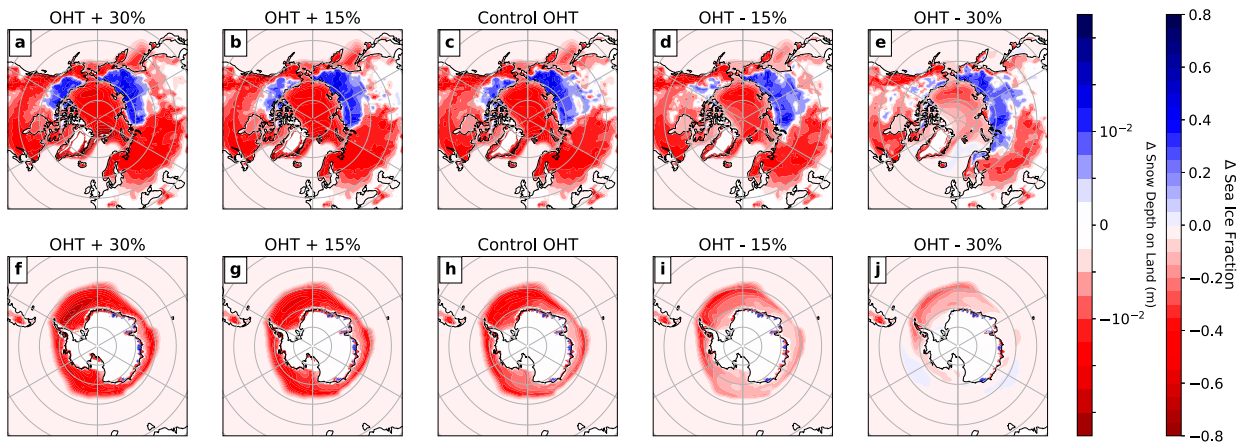 OHT + 30%
OHT + 15%
Control OHT
OHT - 15%
OHT - 30%
a
b
c
d
e
OHT + 30%
OHT + 15%
Control OHT
OHT - 15%
OHT - 30%
f
g
h
i
j
10⁻²
0
−10⁻²
Δ Snow Depth on Land (m)
0.8
0.6
0.4
0.2
0.0
−0.2
−0.4
−0.6
−0.8
Δ Sea Ice Fraction